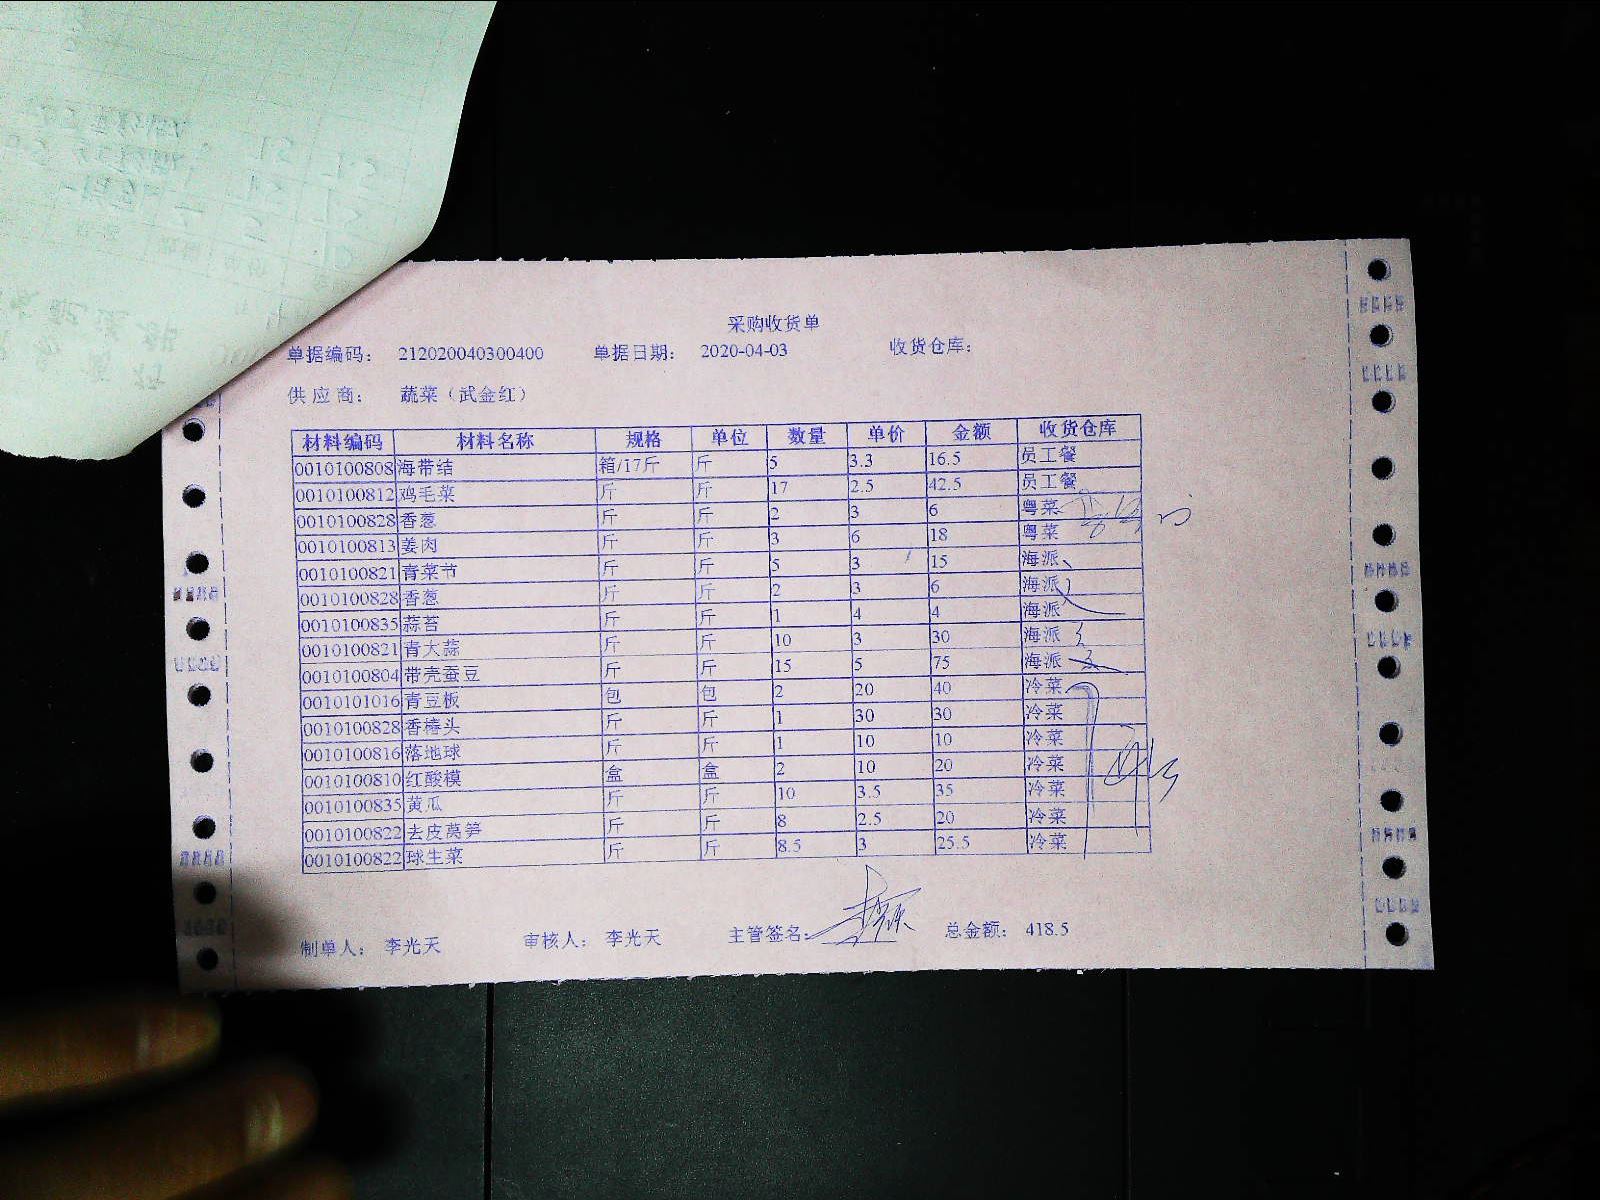 采购收货单
单据编码： 212020040300400 单据日期： 2020-04-03 收货仓库：
供应商： 蔬菜（武金红）
材料编码 材料名称 规格 单位 数量 单价 金额 收货仓库
0010100808 海带结 箱/17斤 斤 5 3.3 16.5 员工餐
0010100812 鸡毛菜 斤 斤 17 2.5 42.5 员工餐
0010100828 香葱 斤 斤 2 3 6 粤菜
0010100813 姜肉 斤 斤 3 6 18 粤菜
0010100821 青菜节 斤 斤 5 3 15 海派
0010100828 香葱 斤 斤 2 3 6 海派
0010100835 蒜苔 斤 斤 1 4 4 海派
0010100821 青大蒜 斤 斤 10 3 30 海派
0010100804 带壳蚕豆 斤 斤 15 5 75 海派
0010101016 青豆板 包 包 2 20 40 冷菜
0010100828 香椿头 斤 斤 1 30 30 冷菜
0010100816 落地球 斤 斤 1 10 10 冷菜
0010100810 红酸模 盒 盒 2 10 20 冷菜
0010100835 黄瓜 斤 斤 10 3.5 35 冷菜
0010100822 去皮莴笋 斤 斤 8 2.5 20 冷菜
0010100822 球生菜 斤 斤 8.5 3 25.5 冷菜
制单人： 李光天 审核人： 李光天 主管签名： 总金额： 418.5